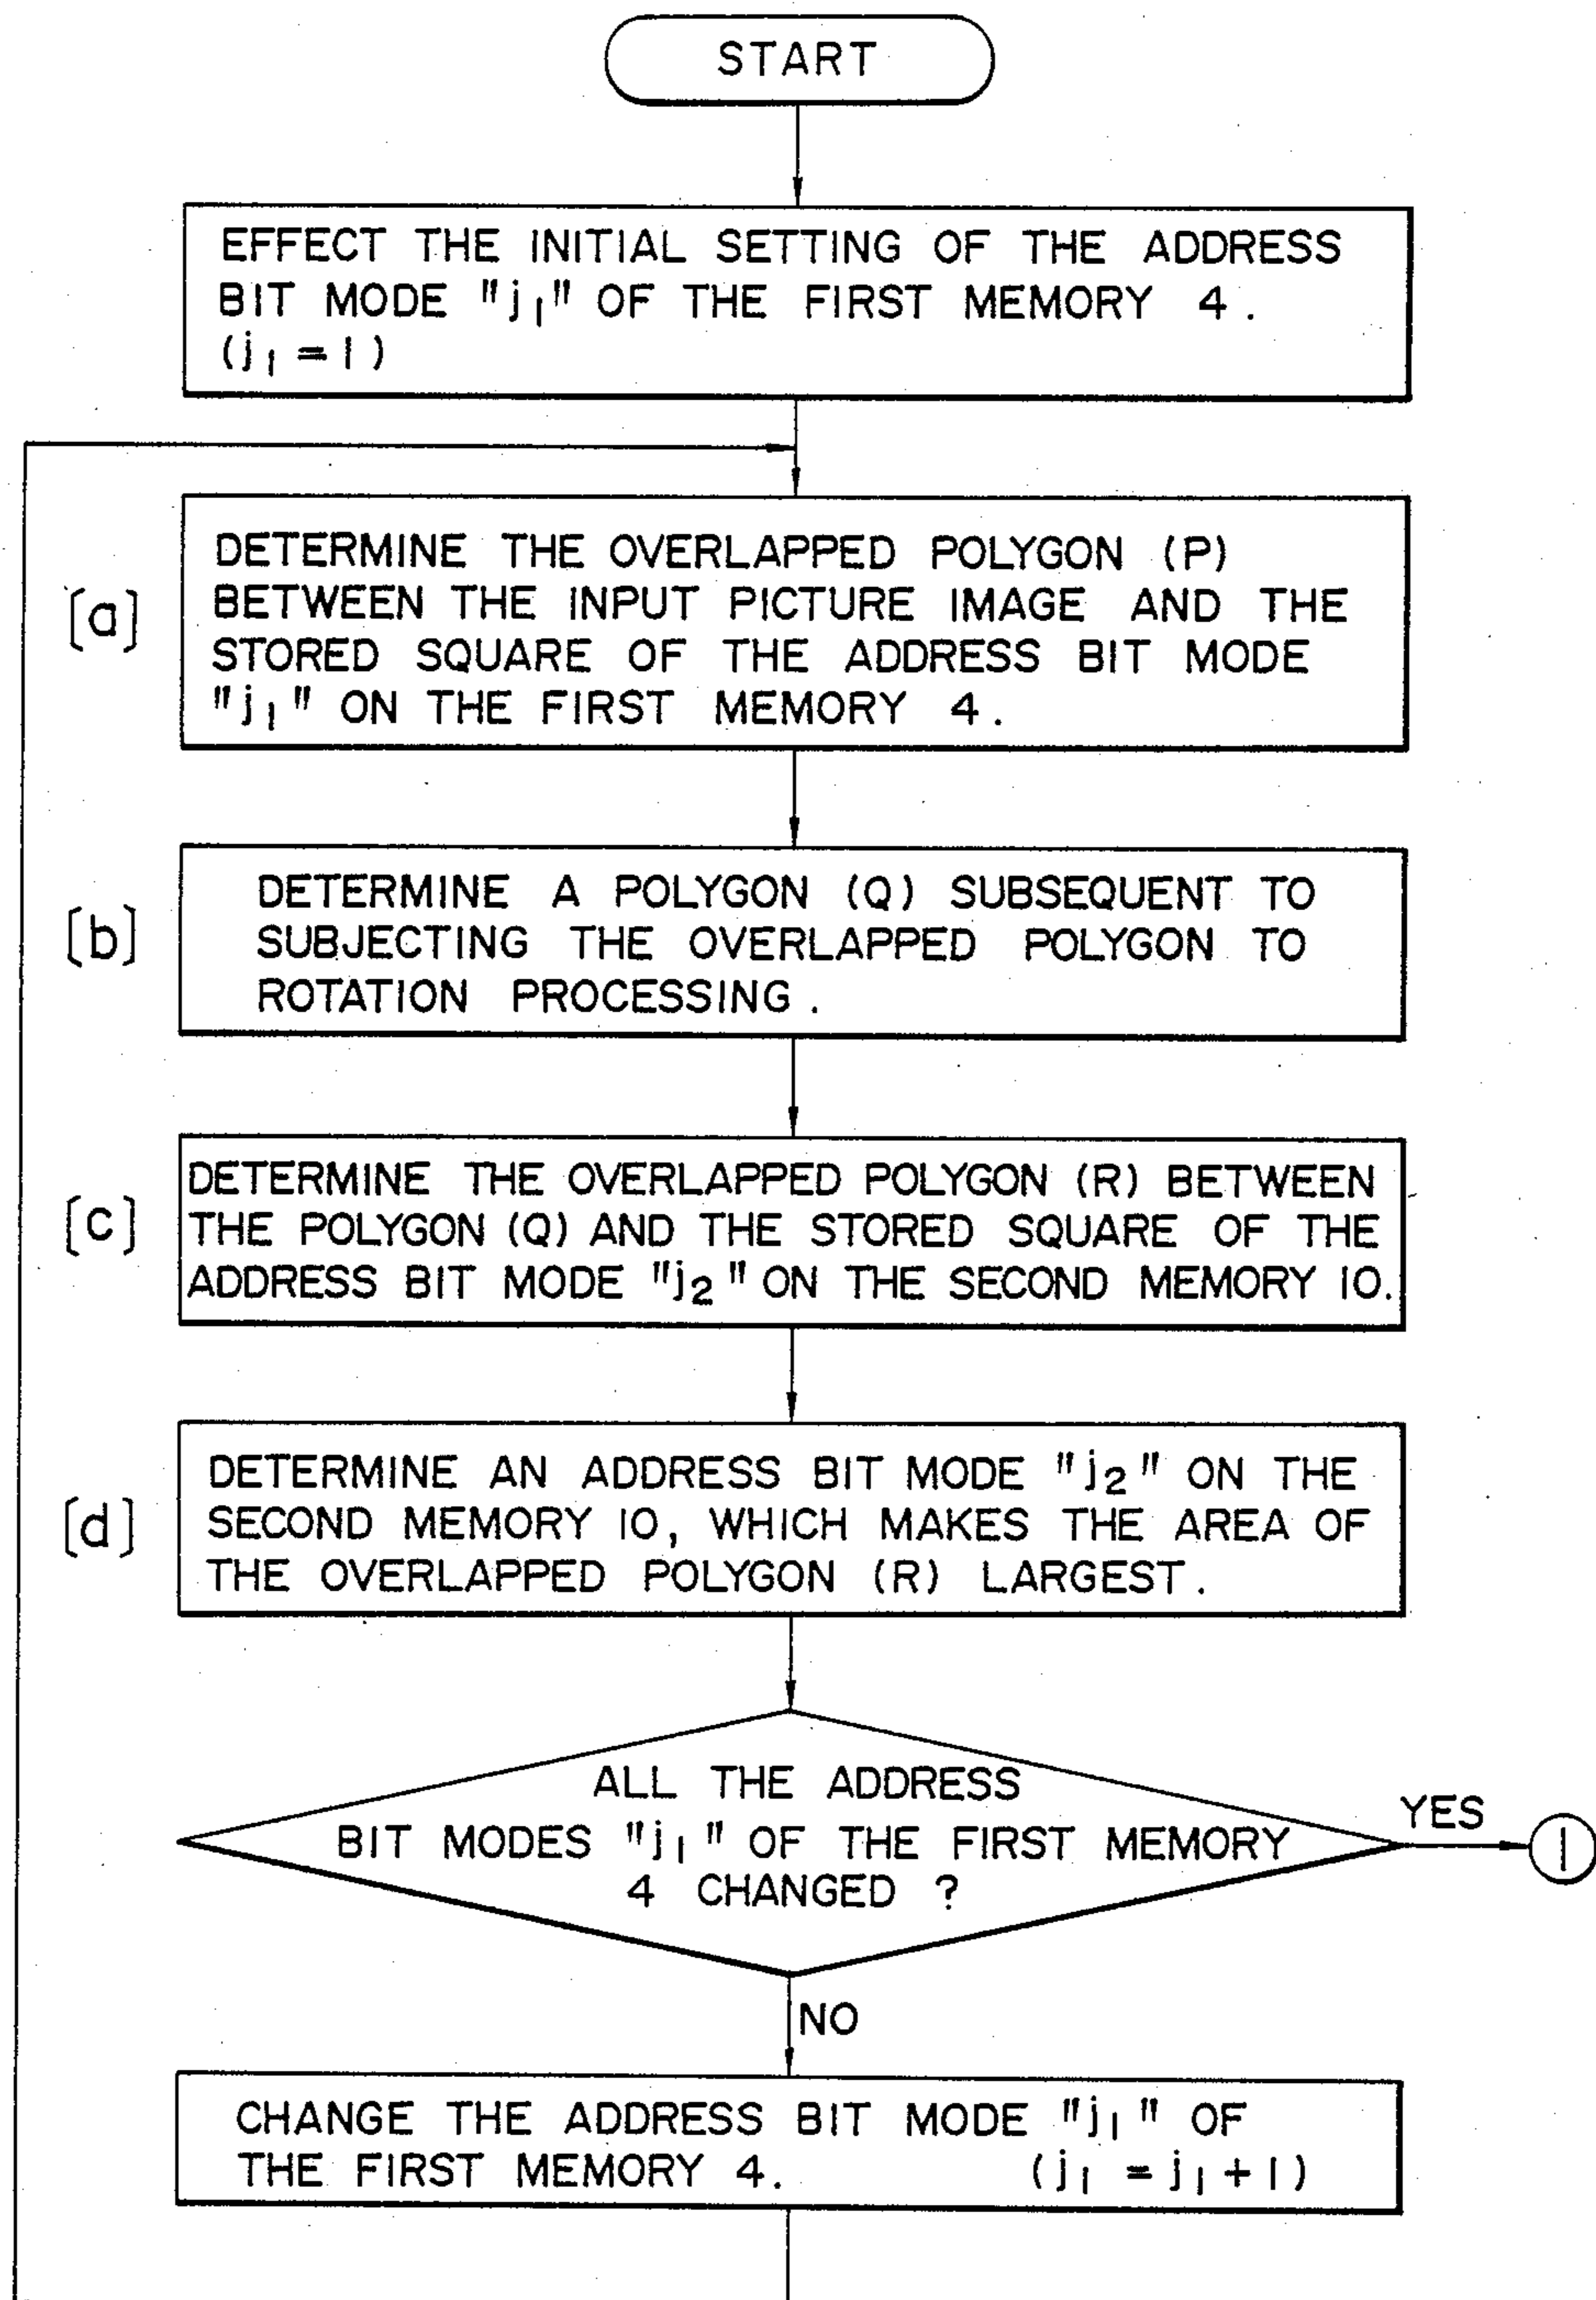 START
EFFECT THE INITIAL SETTING OF THE ADDRESS
BIT MODE "j₁" OF THE FIRST MEMORY 4.
(j₁ = 1)
[a]
DETERMINE THE OVERLAPPED POLYGON (P)
BETWEEN THE INPUT PICTURE IMAGE AND THE
STORED SQUARE OF THE ADDRESS BIT MODE
"j₁" ON THE FIRST MEMORY 4.
[b]
DETERMINE A POLYGON (Q) SUBSEQUENT TO
SUBJECTING THE OVERLAPPED POLYGON TO
ROTATION PROCESSING.
[c]
DETERMINE THE OVERLAPPED POLYGON (R) BETWEEN
THE POLYGON (Q) AND THE STORED SQUARE OF THE
ADDRESS BIT MODE "j₂" ON THE SECOND MEMORY 10.
[d]
DETERMINE AN ADDRESS BIT MODE "j₂" ON THE
SECOND MEMORY 10, WHICH MAKES THE AREA OF
THE OVERLAPPED POLYGON (R) LARGEST.
ALL THE ADDRESS
BIT MODES "j₁" OF THE FIRST MEMORY
4 CHANGED ?
YES
1
NO
CHANGE THE ADDRESS BIT MODE "j₁" OF
THE FIRST MEMORY 4. (j₁ = j₁ + 1)